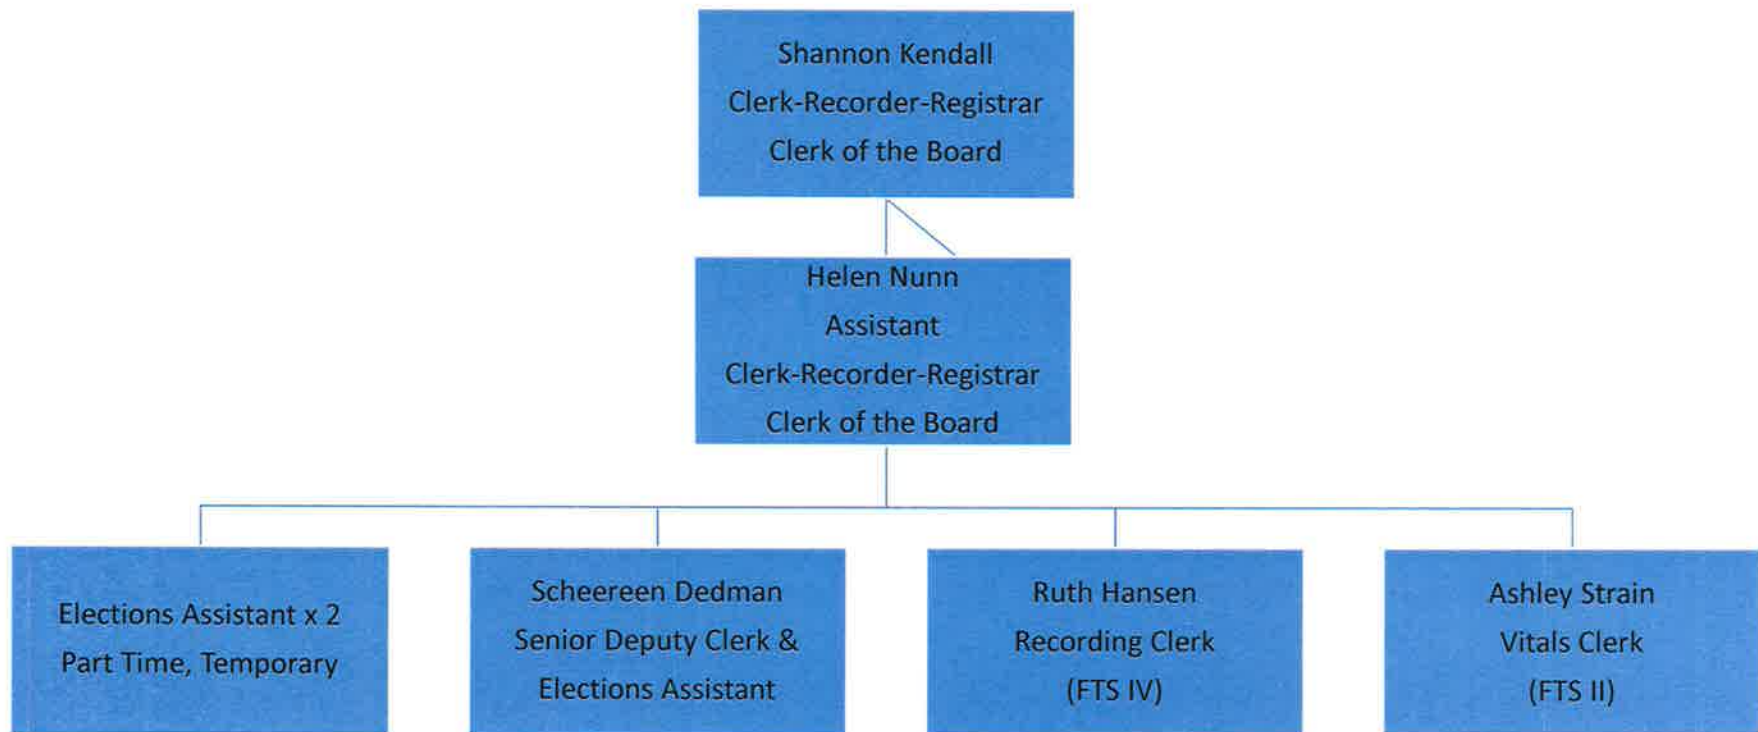 Shannon Kendall
Clerk-Recorder-Registrar
Clerk of the Board
Helen Nunn
Assistant
Clerk-Recorder-Registrar
Clerk of the Board
Elections Assistant x 2
Part Time, Temporary
Scheereen Dedman
Senior Deputy Clerk &
Elections Assistant
Ruth Hansen
Recording Clerk
(FTS IV)
Ashley Strain
Vitals Clerk
(FTS II)